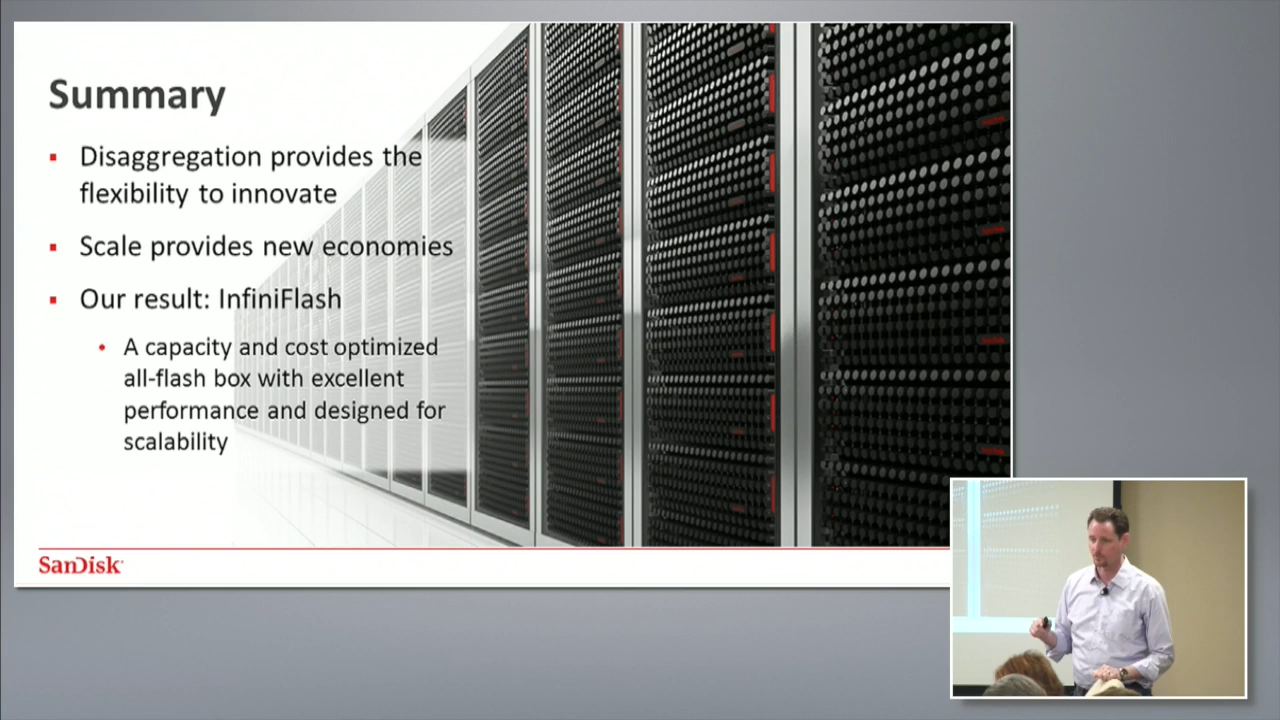 Summary
Disaggregation provides the
flexibility to innovate
Scale provides new economies
Our result: InfiniFlash
A capacity and cost optimized
all-flash box with excellent
performance and designed for
scalability
SanDisk